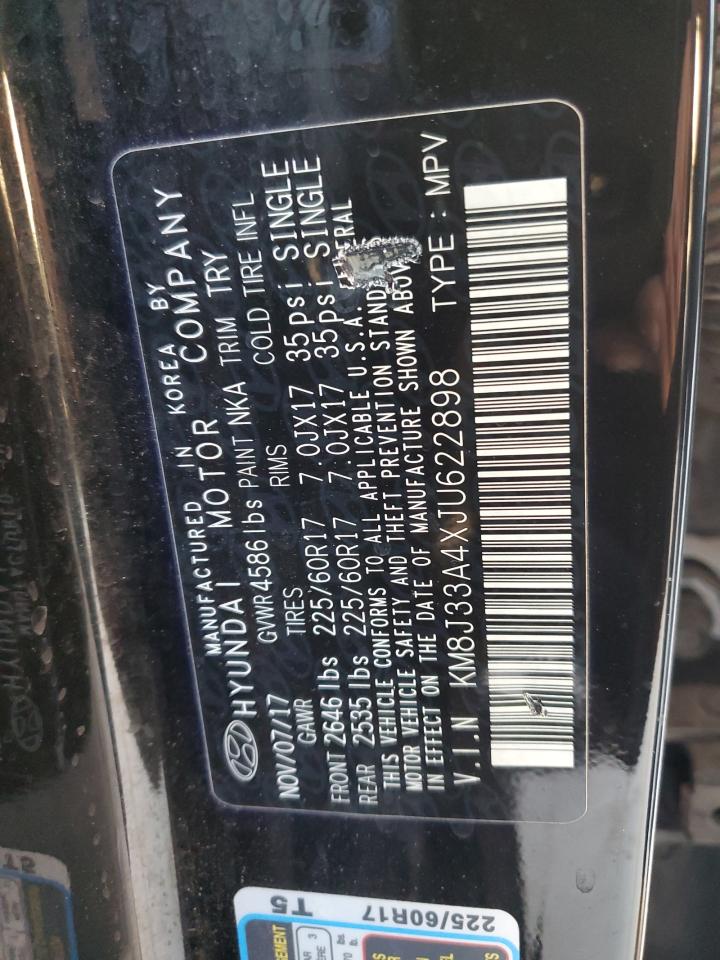 MANUFACTURED IN KOREA BY
HYUNDAI MOTOR COMPANY
GVWR 4586 lbs PAINT NKA TRIM TRY
NOV/07/17 COLD TIRE INFL
GAWR TIRES RIMS
FRONT 2646 lbs 225/60R17 7.0JX17 35psi SINGLE
REAR 2535 lbs 225/60R17 7.0JX17 35psi SINGLE
THIS VEHICLE CONFORMS TO ALL APPLICABLE U.S.A.
MOTOR VEHICLE SAFETY AND THEFT PREVENTION
IN EFFECT ON THE DATE OF MANUFACTURE SHOWN
V.I.N KM8J33A4XJU622898 TYPE : MPV
225/60R17
T5